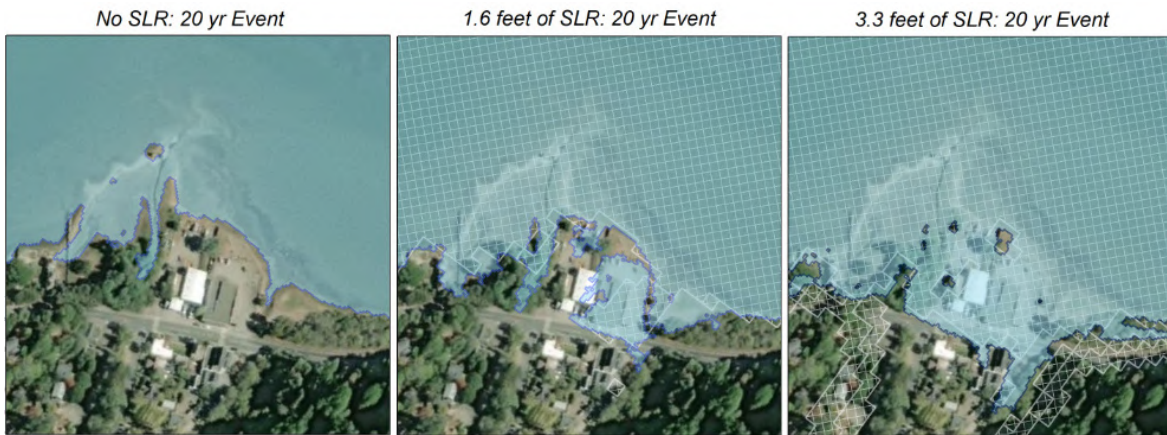 No SLR: 20 yr Event
1.6 feet of SLR: 20 yr Event
3.3 feet of SLR: 20 yr Event